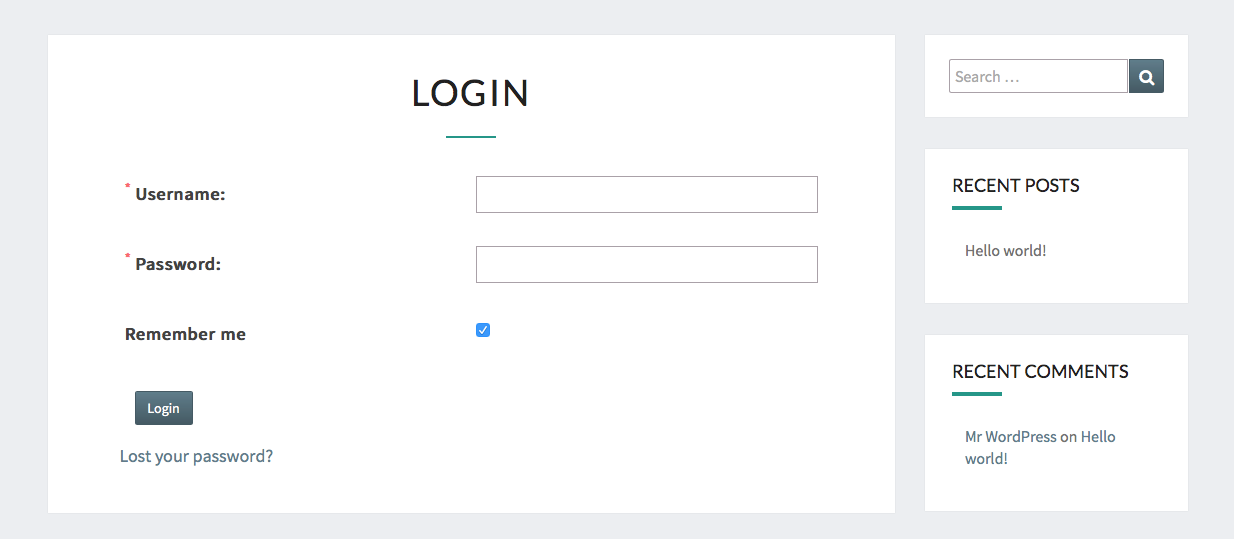 LOGIN
* Username:
* Password:
Remember me
Login
Lost your password?
Search …
RECENT POSTS
Hello world!
RECENT COMMENTS
Mr WordPress on Hello
world!